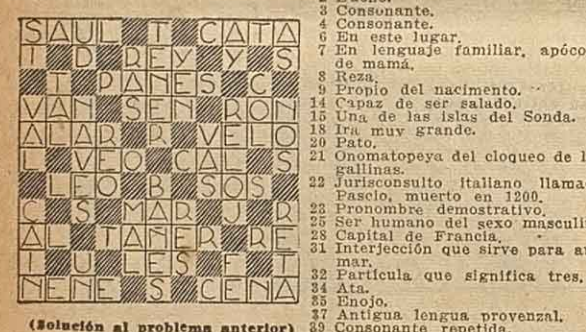 SAUL T CATA
I D REY Y S
T PANES C
VAN SEN RON
ALAR R VELO
L VEO CAL S
LEO B SOS
C S MAR J R
AL TAÑER RE
I U LES F T
NENE S CENA
(Solución al problema anterior)
3 Consonante.
4 Consonante.
6 En este lugar.
7 En lenguaje familiar, apóco
de mamá.
8 Reza.
9 Propio del nacimento.
14 Capaz de ser salado.
15 Una de las islas del Sonda.
18 Ira muy grande.
20 Pato.
21 Onomatopeya del cloqueo de l
gallinas.
22 Jurisconsulto italiano llama
Pascio, muerto en 1200.
23 Pronombre demostrativo.
25 Ser humano del sexo masculi
28 Capital de Francia.
31 Interjección que sirve para a
mar.
32 Partícula que significa tres.
34 Ata.
35 Enojo.
37 Antigua lengua provenzal.
39 Consonante repetida.